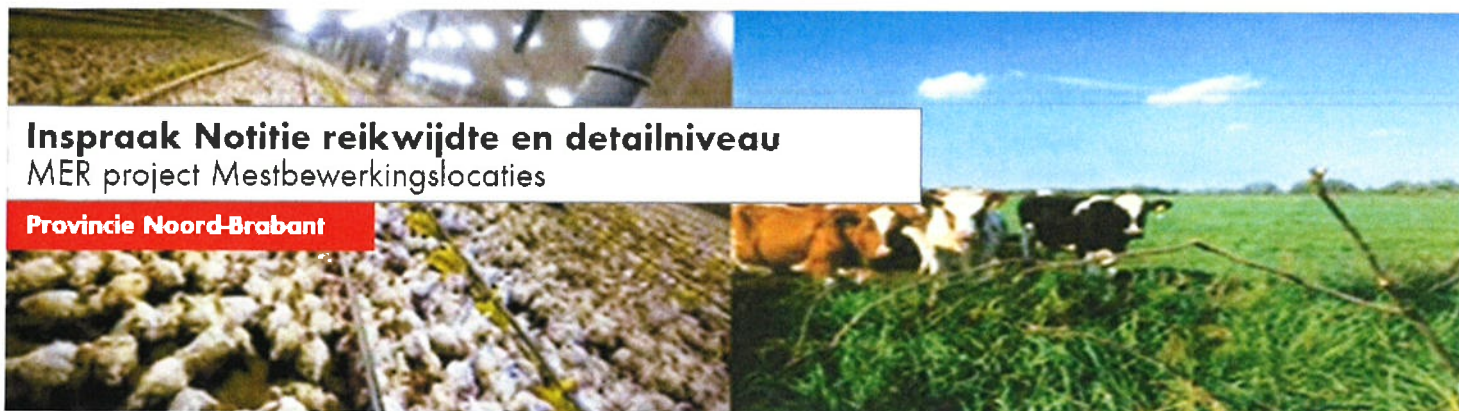 Inspraak Notitie reikwijdte en detailniveau
MER project Mestbewerkingslocaties
Provincie Noord-Brabant